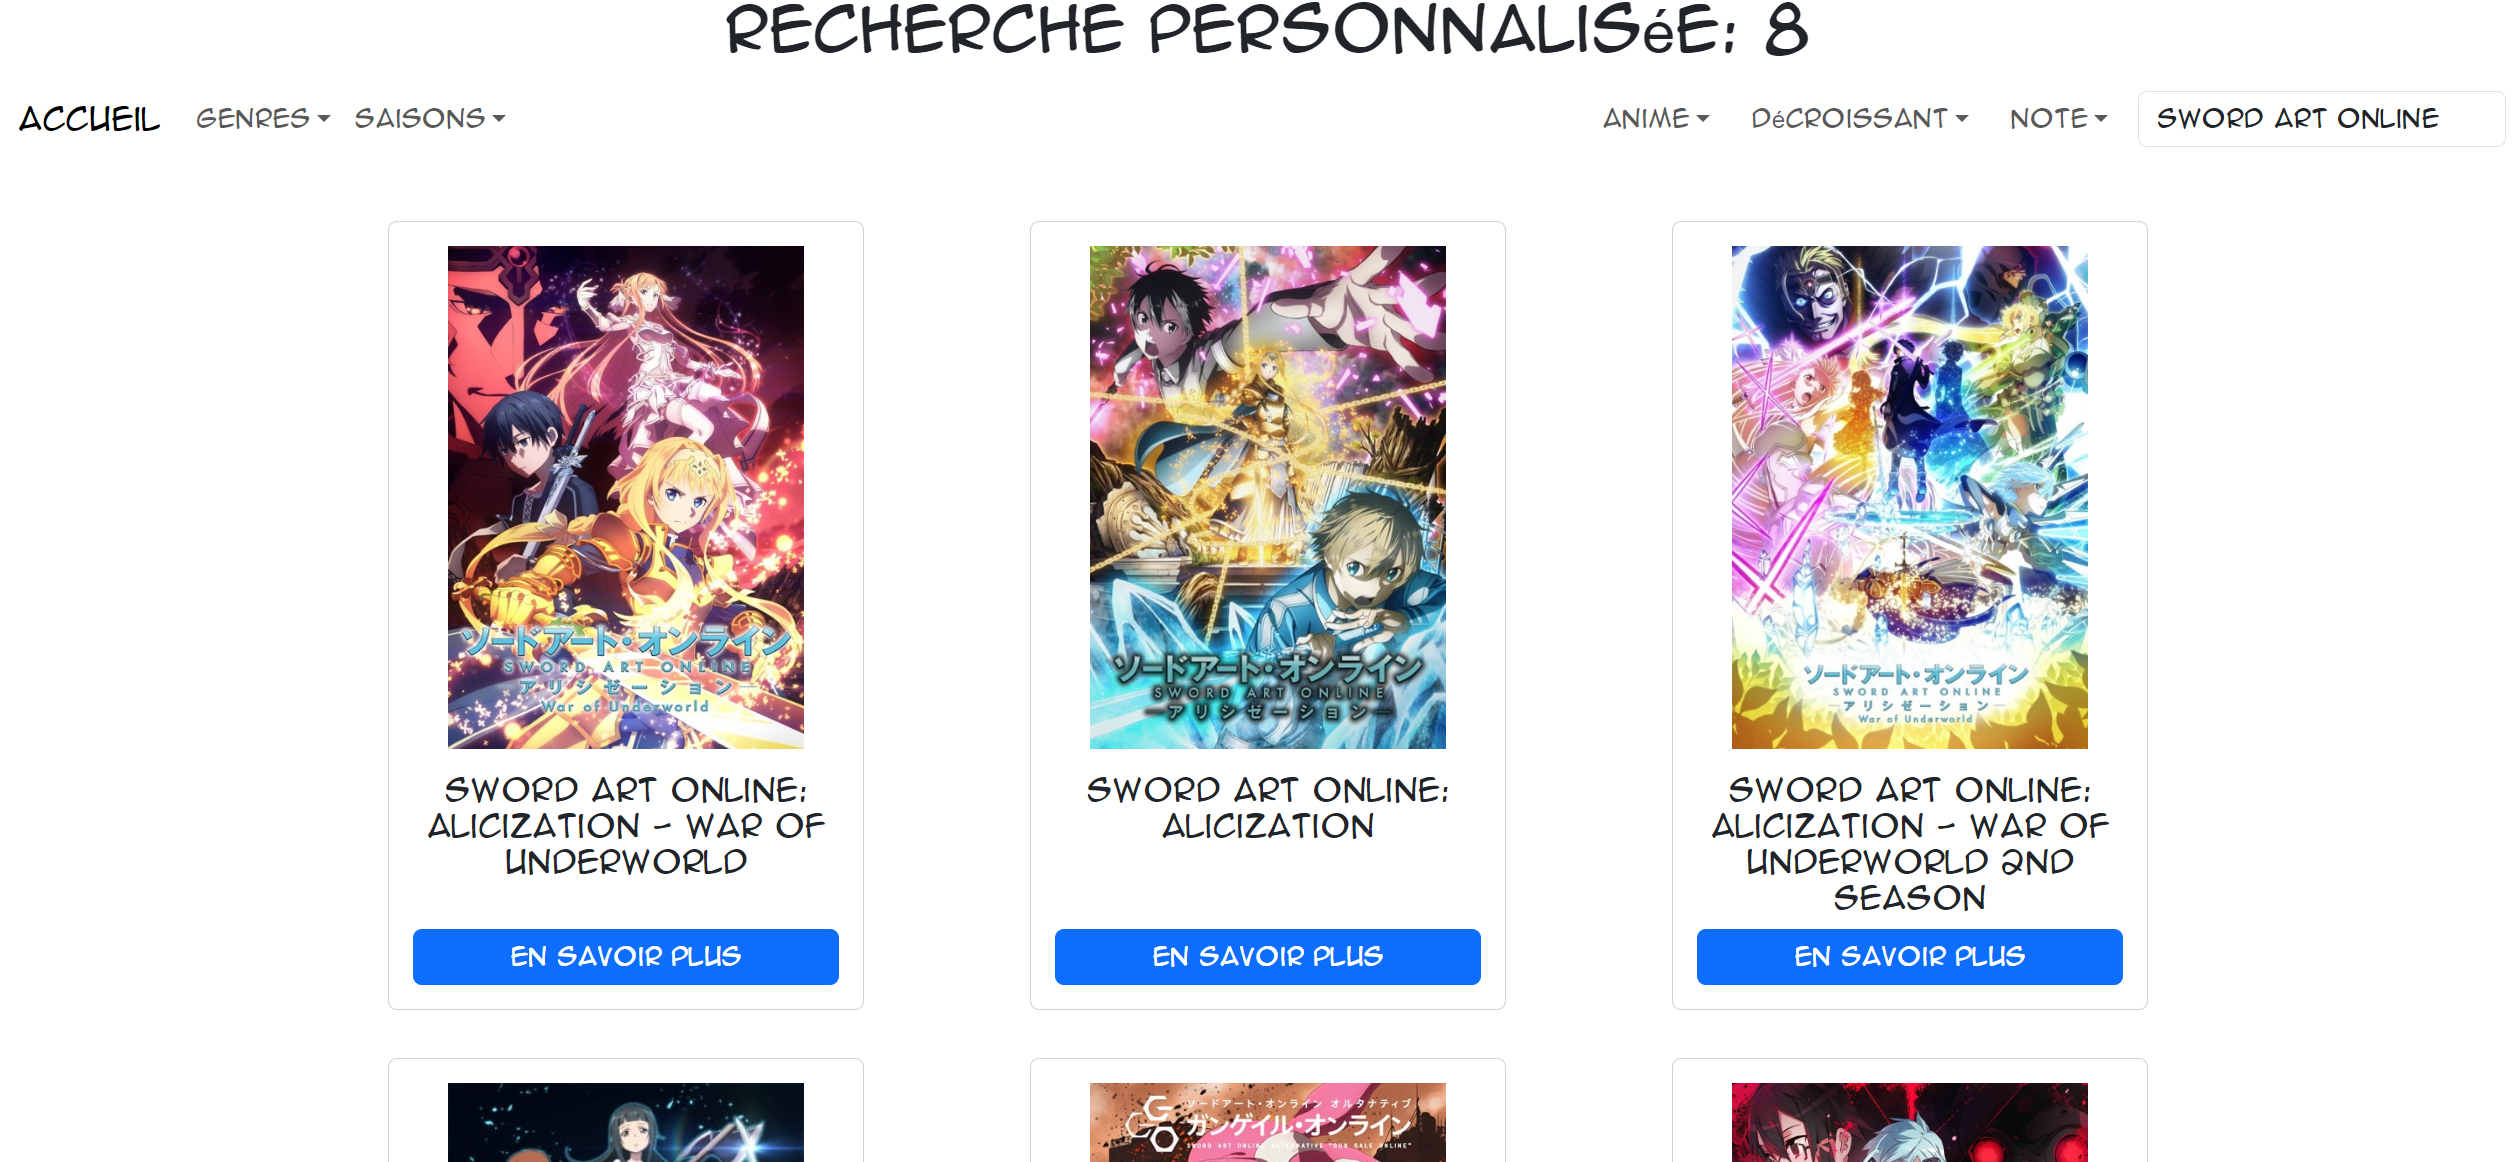 RECHERCHE PERSONNALISéE: 8
ACCUEIL GENRES SAISONS ANIME DéCROISSANT NOTE SWORD ART ONLINE
ソードアート・オンライン
SWORD ART ONLINE
アリシゼーション
War of Underworld
ソードアート・オンライン
SWORD ART ONLINE
アリシゼーション
ソードアート・オンライン
SWORD ART ONLINE
アリシゼーション
War of Underworld
SWORD ART ONLINE:
ALICIZATION - WAR OF
UNDERWORLD
SWORD ART ONLINE:
ALICIZATION
SWORD ART ONLINE:
ALICIZATION - WAR OF
UNDERWORLD 2ND
SEASON
EN SAVOIR PLUS
EN SAVOIR PLUS
EN SAVOIR PLUS
GGO
ソードアート・オンライン オルタナティブ
ガンゲイル・オンライン
SWORD ART ONLINE ALTERNATIVE "GUN GALE ONLINE"